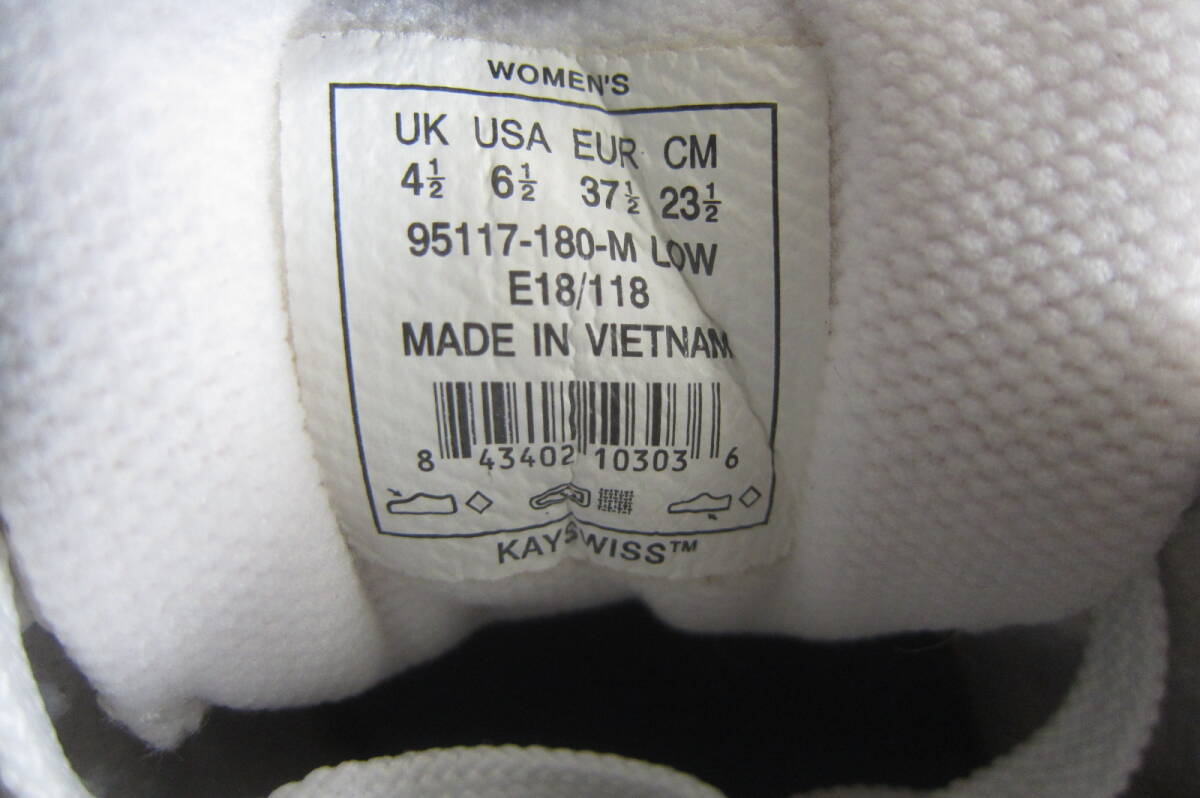 WOMEN'S
UK USA EUR CM
4½ 6½ 37½ 23½
95117-180-M LOW
E18/118
MADE IN VIETNAM
8 43402 10303 6
KAYSWISS™